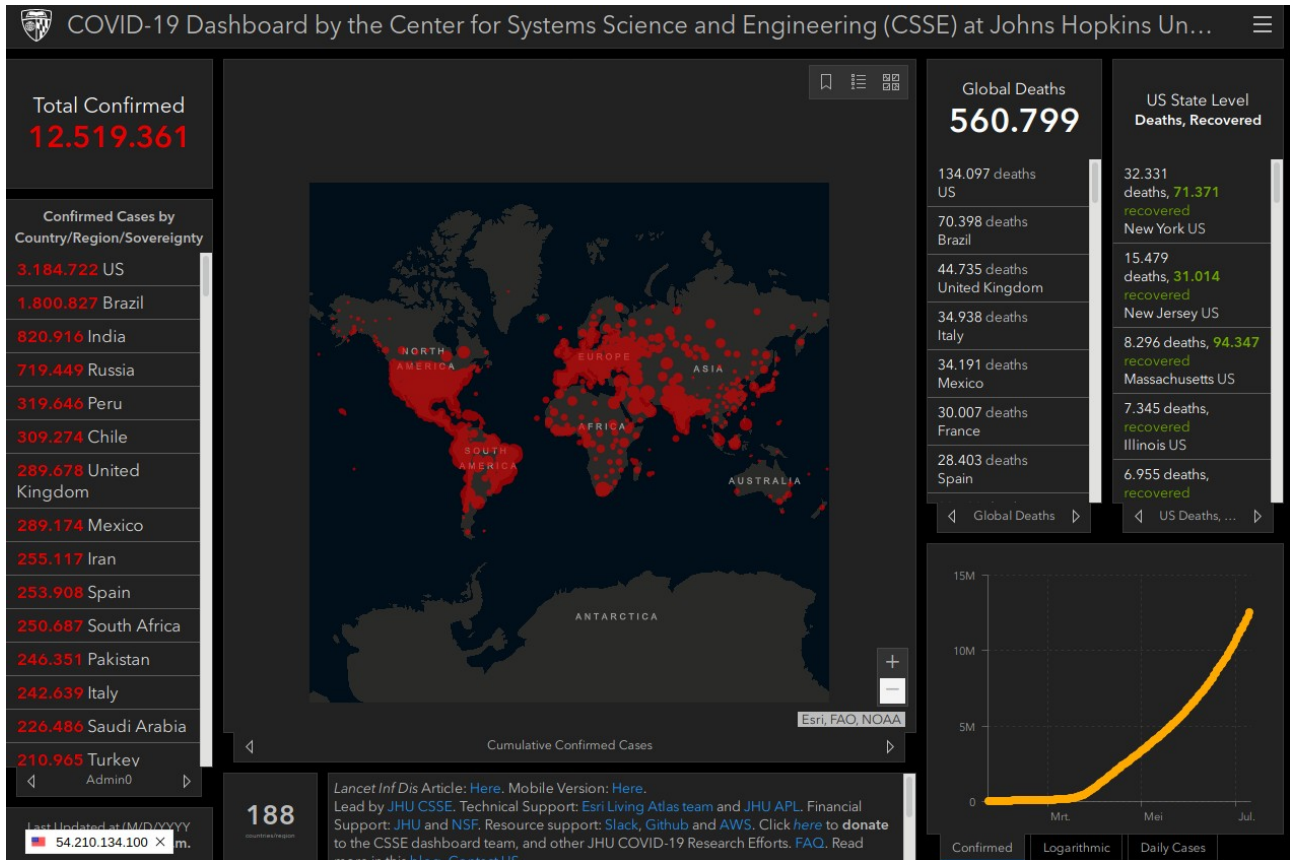 COVID-19 Dashboard by the Center for Systems Science and Engineering (CSSE) at Johns Hopkins Un...
Total Confirmed
12.519.361
Confirmed Cases by
Country/Region/Sovereignty
3.184.722 US
1.800.827 Brazil
820.916 India
719.449 Russia
319.646 Peru
309.274 Chile
289.678 United
Kingdom
289.174 Mexico
255.117 Iran
253.908 Spain
250.687 South Africa
246.351 Pakistan
242.639 Italy
226.486 Saudi Arabia
210.965 Turkey
Admin0
Last Updated at (M/D/YYYY
m.
54.210.134.100 ×
NORTH
AMERICA
SOUTH
AMERICA
EUROPE
ASIA
AFRICA
AUSTRALIA
ANTARCTICA
+
−
Esri, FAO, NOAA
Cumulative Confirmed Cases
188
countries/region
Lancet Inf Dis Article: Here. Mobile Version: Here.
Lead by JHU CSSE. Technical Support: Esri Living Atlas team and JHU APL. Financial
Support: JHU and NSF. Resource support: Slack, Github and AWS. Click here to donate
to the CSSE dashboard team, and other JHU COVID-19 Research Efforts. FAQ. Read
more in this blog. Contact US.
Global Deaths
560.799
134.097 deaths
US
70.398 deaths
Brazil
44.735 deaths
United Kingdom
34.938 deaths
Italy
34.191 deaths
Mexico
30.007 deaths
France
28.403 deaths
Spain
Global Deaths
US State Level
Deaths, Recovered
32.331
deaths, 71.371
recovered
New York US
15.479
deaths, 31.014
recovered
New Jersey US
8.296 deaths, 94.347
recovered
Massachusetts US
7.345 deaths,
recovered
Illinois US
6.955 deaths,
recovered
US Deaths, ...
15M
10M
5M
0
Mrt.
Mei
Jul.
Confirmed
Logarithmic
Daily Cases